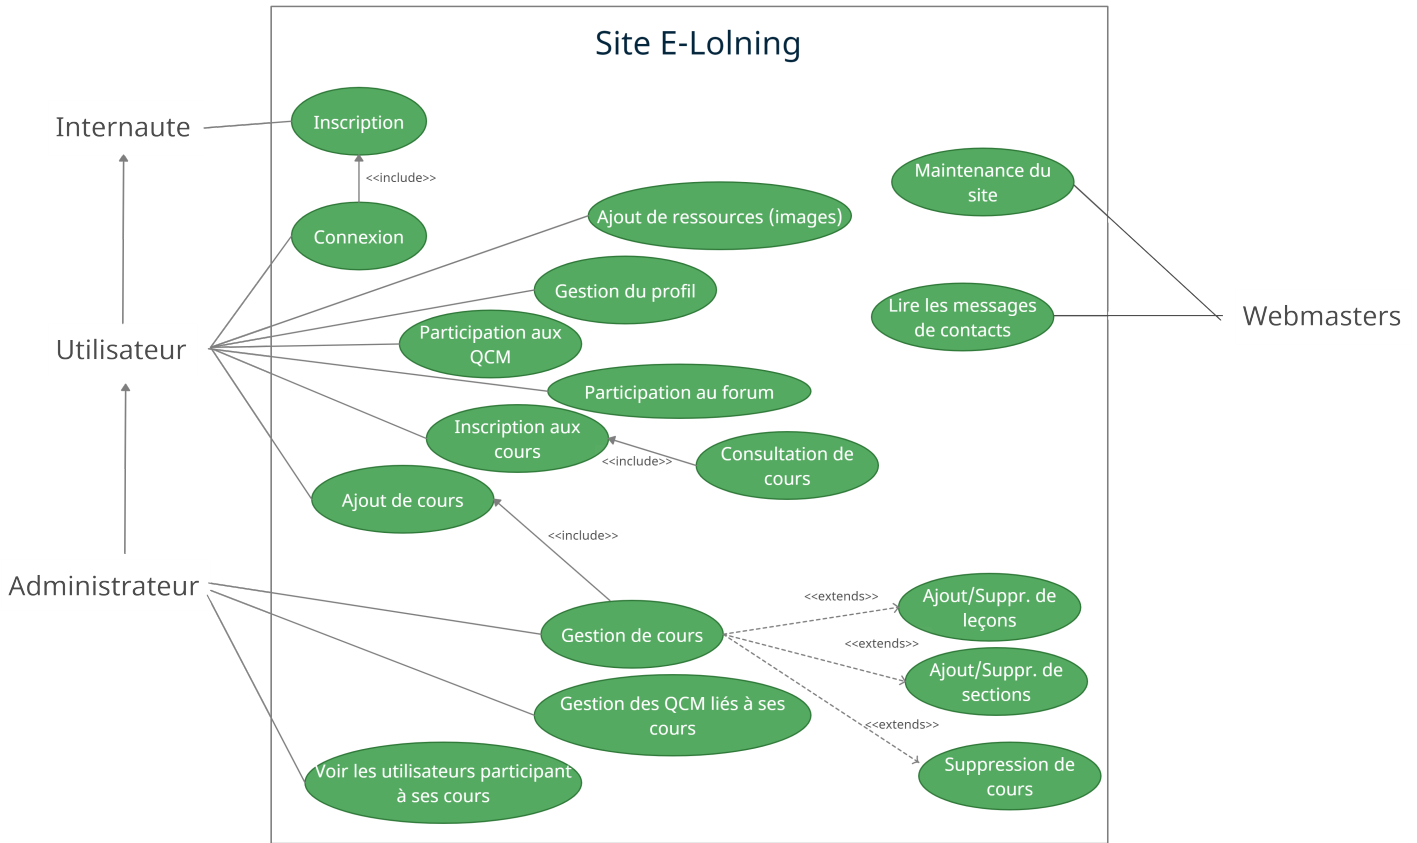 Site E-Lolning
Internaute
Inscription
<<include>>
Connexion
Maintenance du
site
Ajout de ressources (images)
Gestion du profil
Lire les messages
de contacts
Webmasters
Utilisateur
Participation aux
QCM
Participation au forum
Inscription aux
cours
<<include>>
Consultation de
cours
Ajout de cours
<<include>>
Administrateur
Gestion de cours
<<extends>>
Ajout/Suppr. de
leçons
<<extends>>
Ajout/Suppr. de
sections
Gestion des QCM liés à ses
cours
<<extends>>
Suppression de
cours
Voir les utilisateurs participant
à ses cours